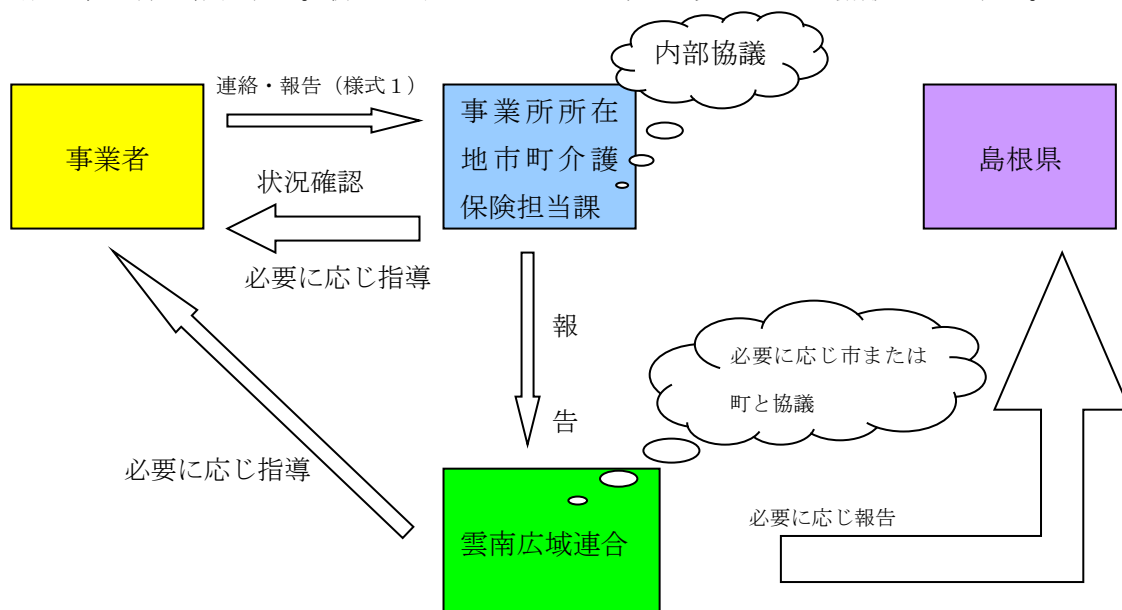 内部協議
連絡・報告（様式１）
事業者
事業所所在
地市町介護
保険担当課
島根県
状況確認
必要に応じ指導
報
告
必要に応じ市または
町と協議
必要に応じ指導
必要に応じ報告
雲南広域連合